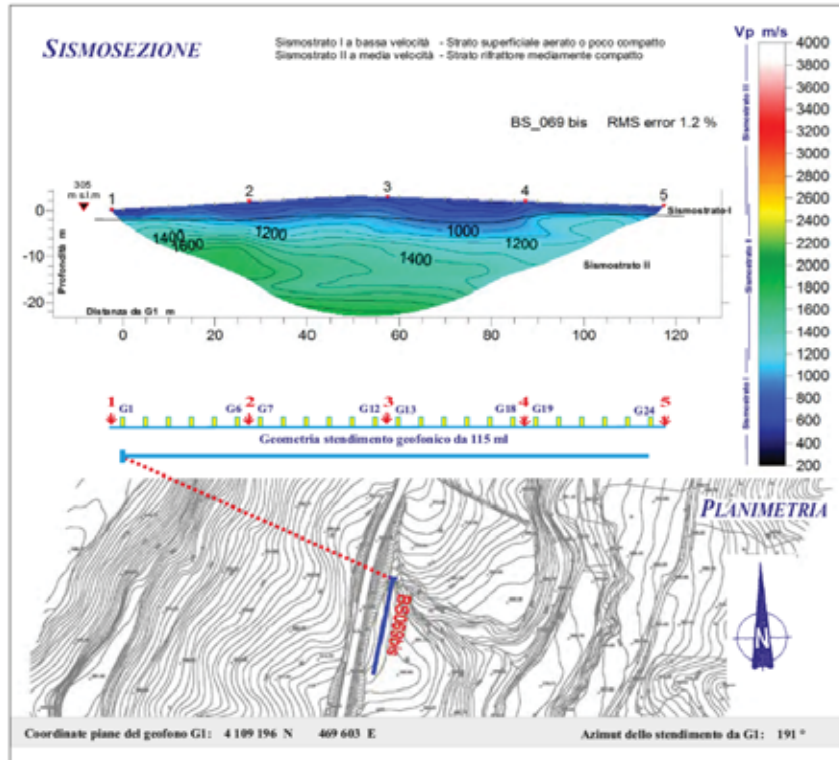 SISMOSEZIONE
Sismostrato I a bassa velocità - Strato superficiale aerato o poco compatto
Sismostrato II a media velocità - Strato rifrattore mediamente compatto
Vp m/s
BS_069 bis RMS error 1.2 %
4000
3800
3600
3400
3200
3000
2800
2600
2400
2200
2000
1800
1600
1400
1200
1000
800
600
400
200
Sismostrato III
Sismostrato II
Sismostrato I
305
m s.l.m
1 2 3 4 5
0
-10
-20
Profondità m
Sismostrato I
Sismostrato II
1400
1600
1200
1000
1400
1200
Distanza da G1 m
0 20 40 60 80 100 120
1 2 3 4 5
G1 G6 G7 G12 G13 G18 G19 G24
Geometria stendimento geofonico da 115 ml
PLANIMETRIA
BS069bis
N
Coordinate piane del geofono G1: 4 109 196 N 469 603 E
Azimut dello stendimento da G1: 191 °